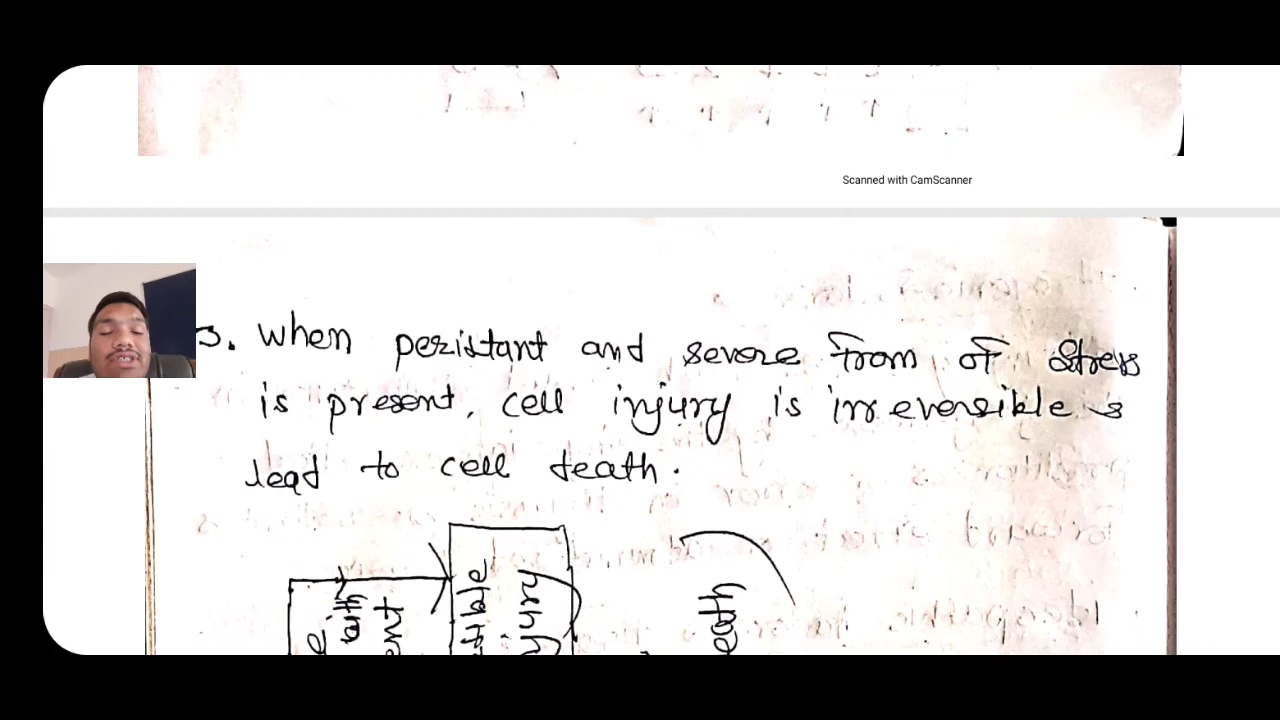 Scanned with CamScanner
3. When perzistant and severe from of stress
is present, cell injury is irreversible &
lead to cell death.